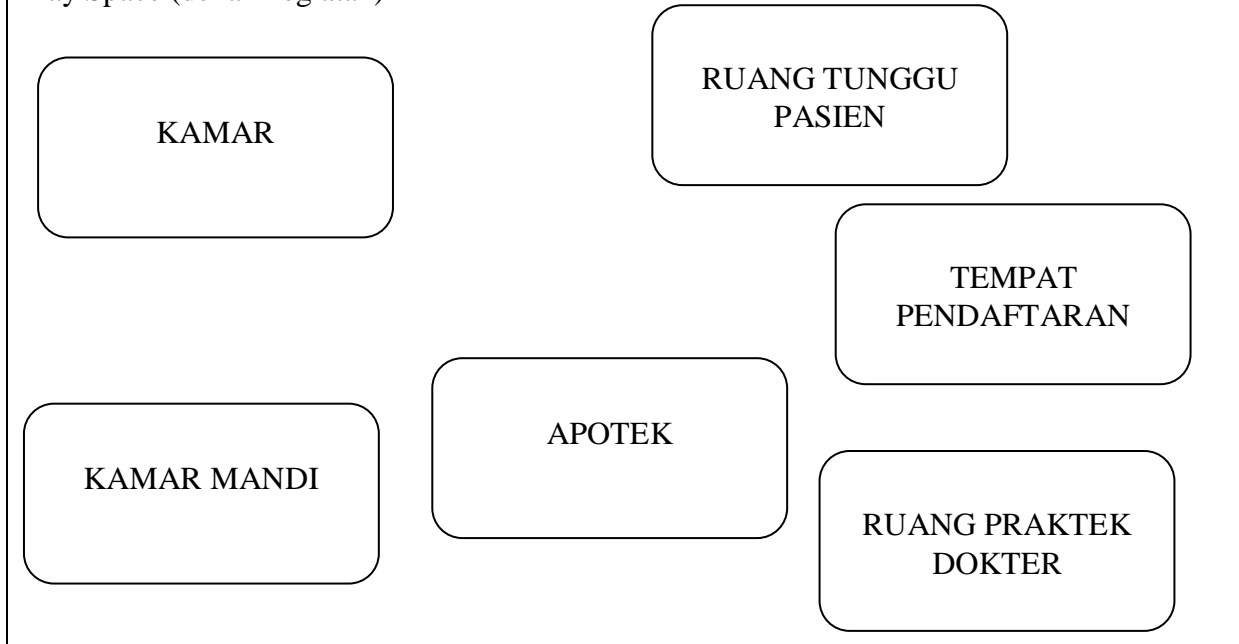 KAMAR
RUANG TUNGGU
PASIEN
TEMPAT
PENDAFTARAN
APOTEK
KAMAR MANDI
RUANG PRAKTEK
DOKTER